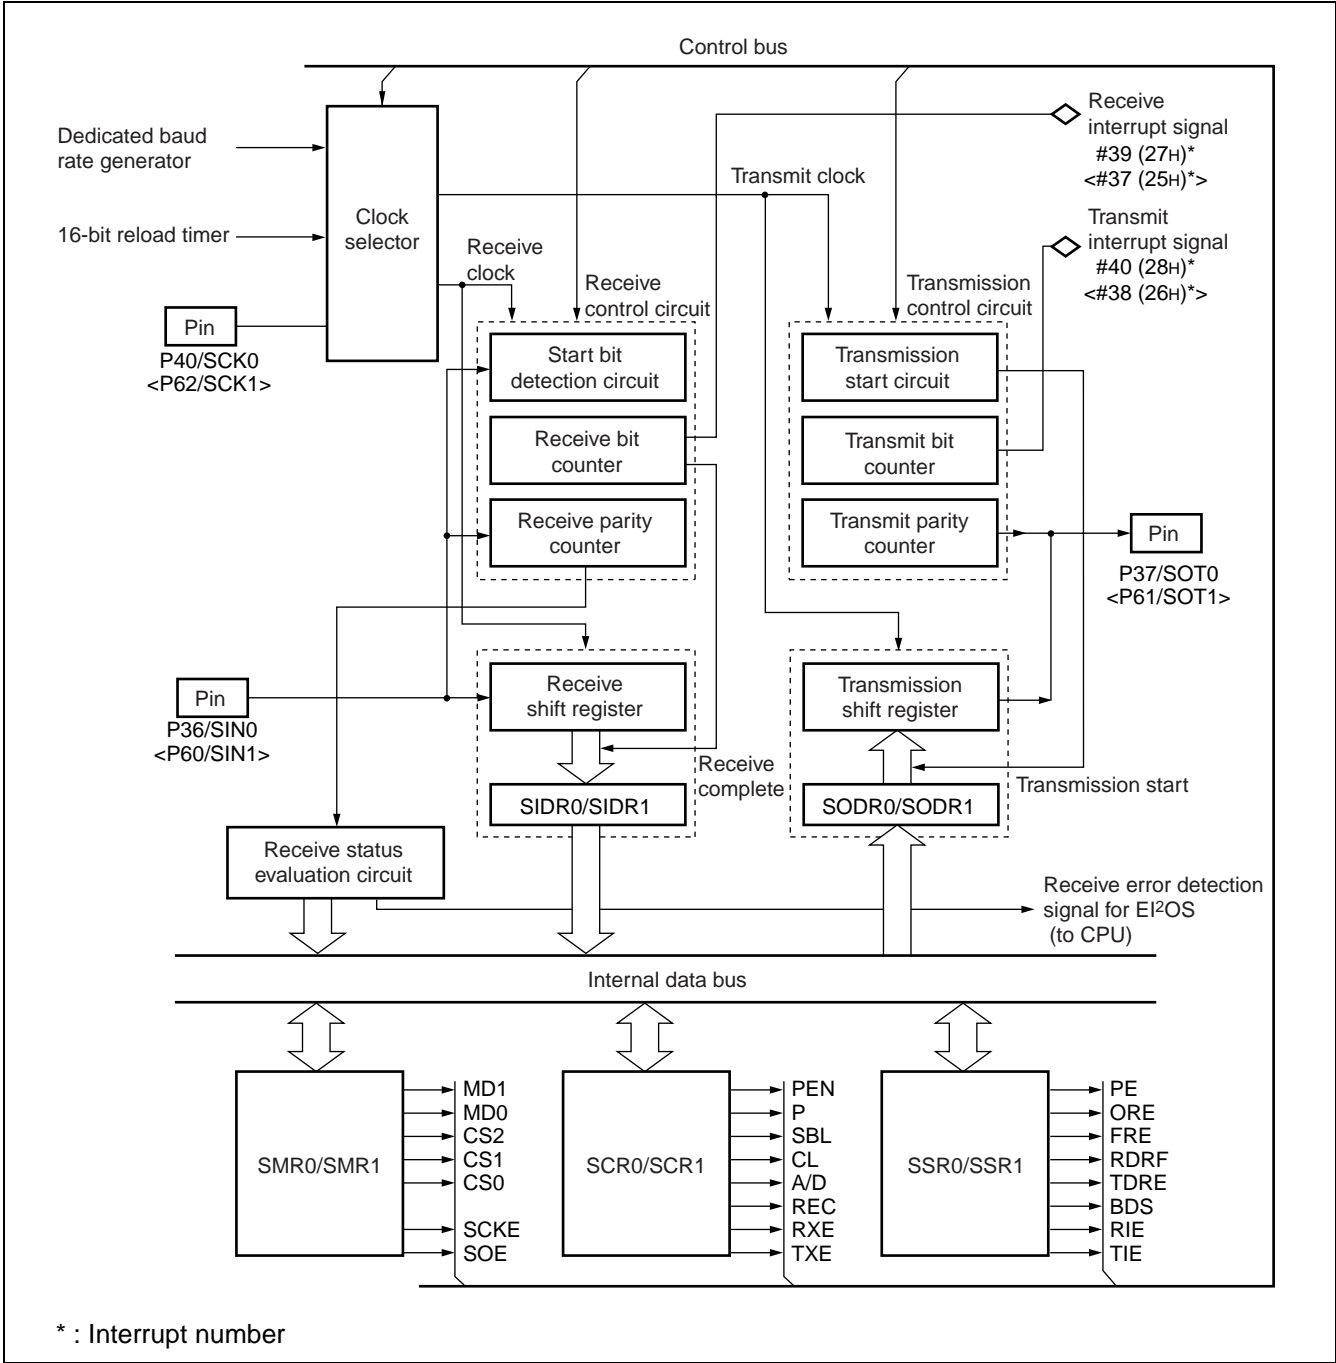 Control bus
Dedicated baud
rate generator
16-bit reload timer
Pin
P40/SCK0
<P62/SCK1>
Clock
selector
Transmit clock
Receive
clock
Receive
interrupt signal
#39 (27H)*
<#37 (25H)*>
Transmit
interrupt signal
#40 (28H)*
<#38 (26H)*>
Receive
control circuit
Start bit
detection circuit
Receive bit
counter
Receive parity
counter
Transmission
control circuit
Transmission
start circuit
Transmit bit
counter
Transmit parity
counter
Pin
P37/SOT0
<P61/SOT1>
Pin
P36/SIN0
<P60/SIN1>
Receive
shift register
Receive
complete
SIDR0/SIDR1
Transmission
shift register
Transmission start
SODR0/SODR1
Receive status
evaluation circuit
Receive error detection
signal for EI²OS
(to CPU)
Internal data bus
SMR0/SMR1
MD1
MD0
CS2
CS1
CS0
SCKE
SOE
SCR0/SCR1
PEN
P
SBL
CL
A/D
REC
RXE
TXE
SSR0/SSR1
PE
ORE
FRE
RDRF
TDRE
BDS
RIE
TIE
* : Interrupt number